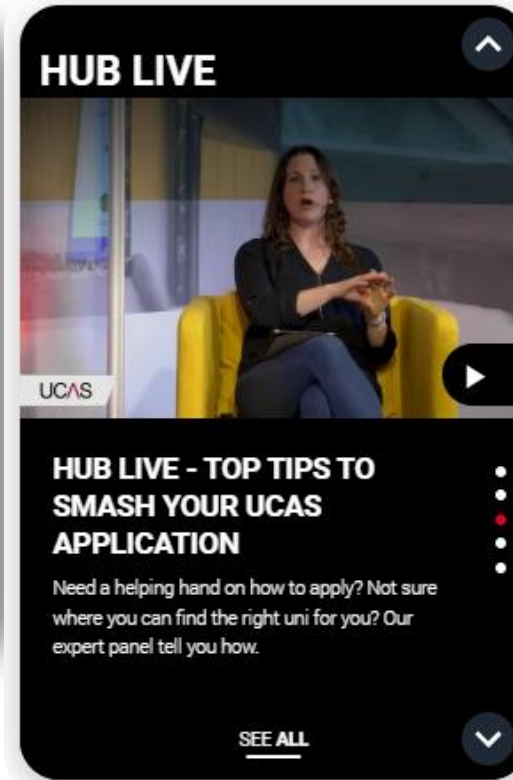 HUB LIVE
UCAS
HUB LIVE - TOP TIPS TO
SMASH YOUR UCAS
APPLICATION
Need a helping hand on how to apply? Not sure
where you can find the right uni for you? Our
expert panel tell you how.
SEE ALL